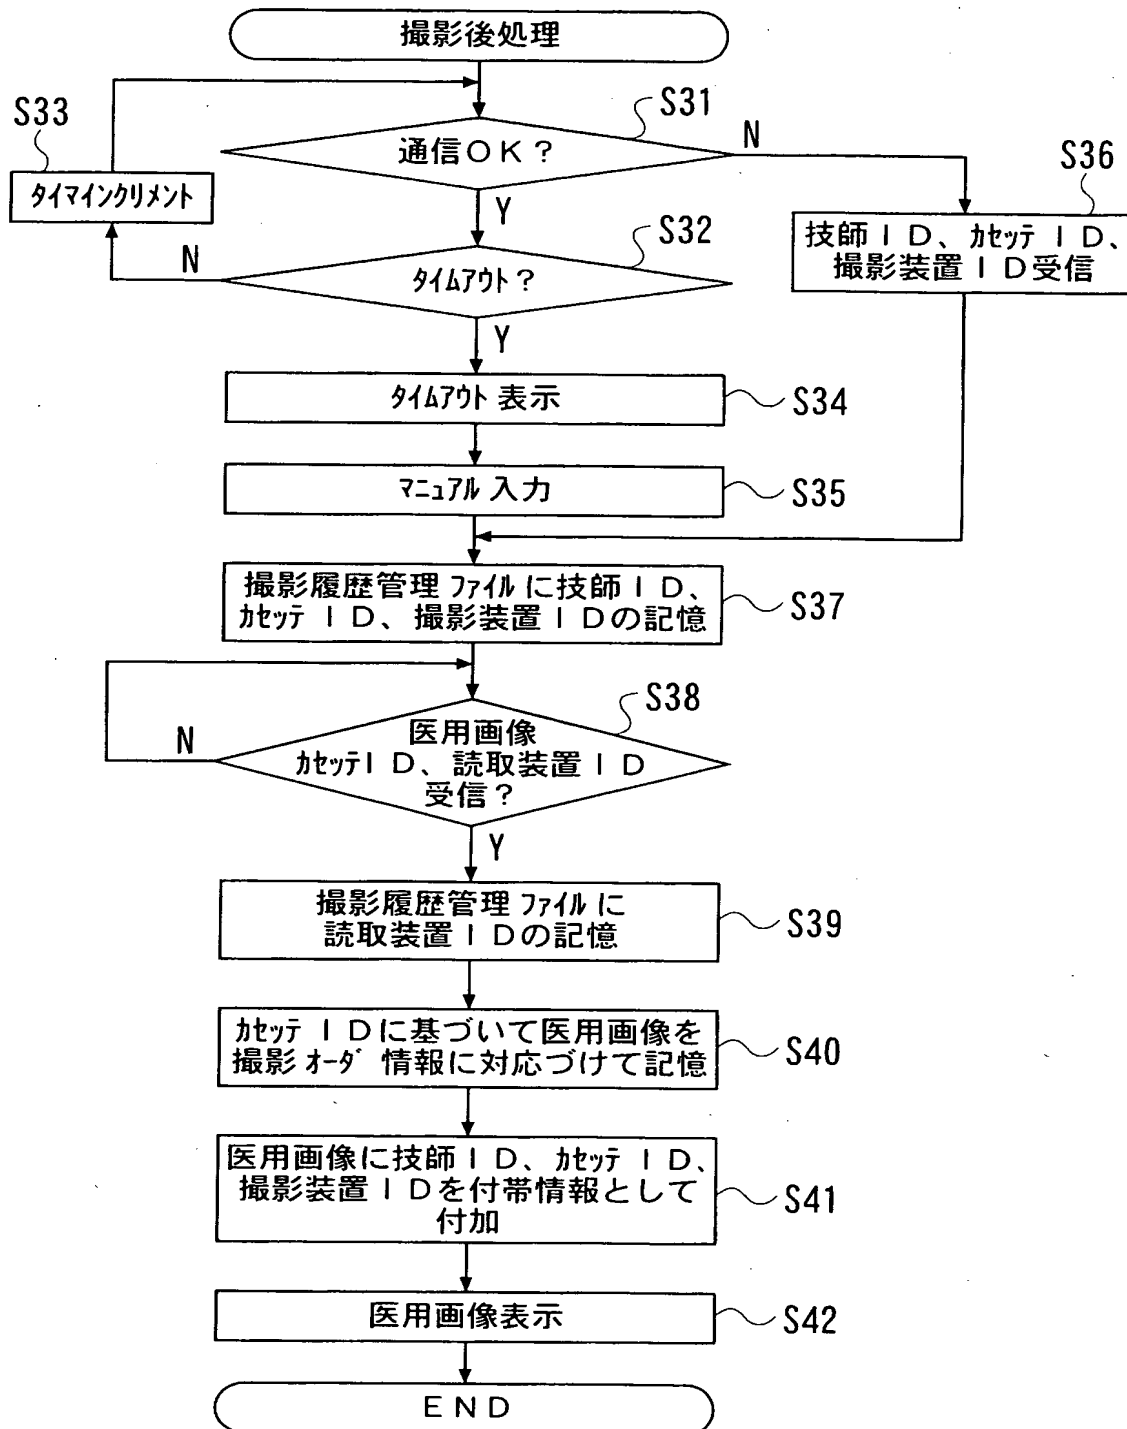 撮影後処理
S31
通信OK？
N
S33
タイマインクリメント
Y
S36
技師ID、カセッテID、
撮影装置ID受信
S32
タイムアウト？
N
Y
タイムアウト表示
S34
マニュアル入力
S35
撮影履歴管理ファイルに技師ID、
カセッテID、撮影装置IDの記憶
S37
S38
医用画像
カセッテID、読取装置ID
受信？
N
Y
撮影履歴管理ファイルに
読取装置IDの記憶
S39
カセッテIDに基づいて医用画像を
撮影オーダ情報に対応づけて記憶
S40
医用画像に技師ID、カセッテID、
撮影装置IDを付帯情報として
付加
S41
医用画像表示
S42
END